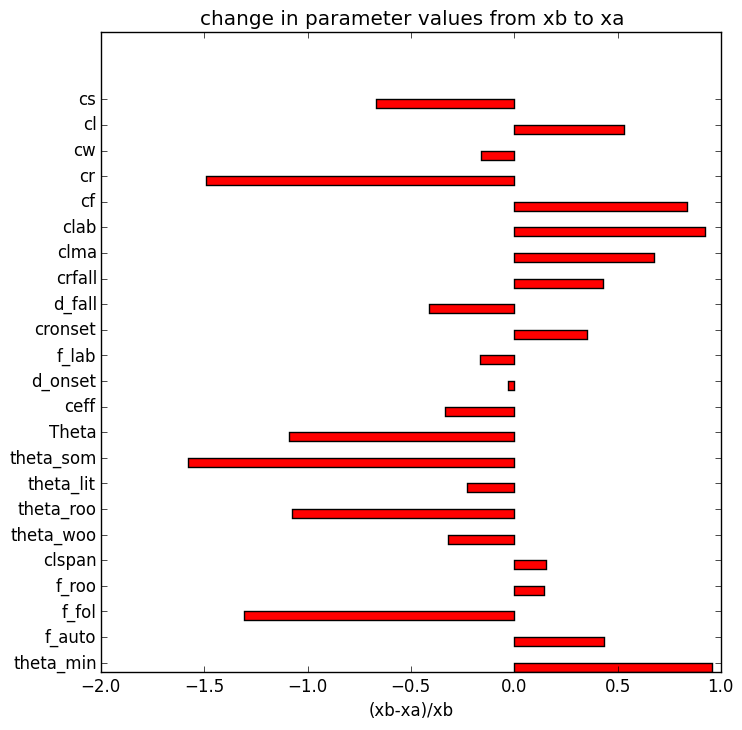 change in parameter values from xb to xa
cs
cl
cw
cr
cf
clab
clma
crfall
d_fall
cronset
f_lab
d_onset
ceff
Theta
theta_som
theta_lit
theta_roo
theta_woo
clspan
f_roo
f_fol
f_auto
theta_min
−2.0 −1.5 −1.0 −0.5 0.0 0.5 1.0
(xb-xa)/xb